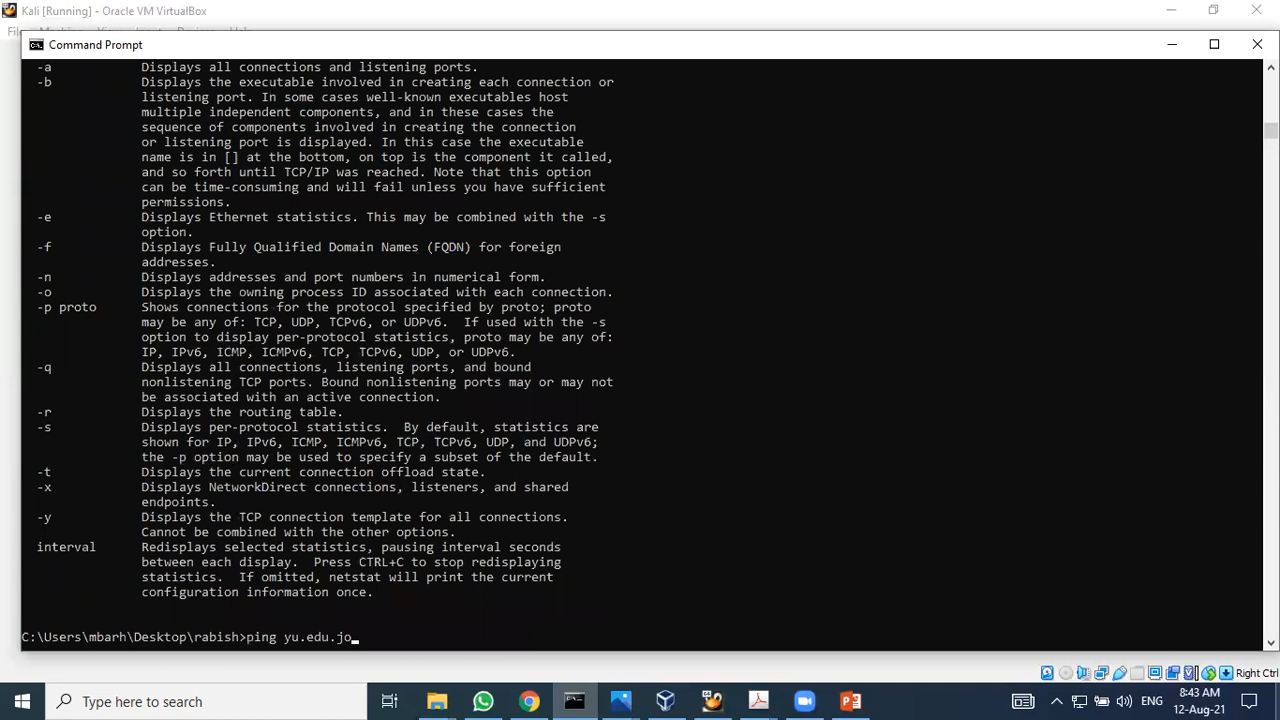 Kali [Running] - Oracle VM VirtualBox
Command Prompt
-a Displays all connections and listening ports.
-b Displays the executable involved in creating each connection or
listening port. In some cases well-known executables host
multiple independent components, and in these cases the
sequence of components involved in creating the connection
or listening port is displayed. In this case the executable
name is in [] at the bottom, on top is the component it called,
and so forth until TCP/IP was reached. Note that this option
can be time-consuming and will fail unless you have sufficient
permissions.
-e Displays Ethernet statistics. This may be combined with the -s
option.
-f Displays Fully Qualified Domain Names (FQDN) for foreign
addresses.
-n Displays addresses and port numbers in numerical form.
-o Displays the owning process ID associated with each connection.
-p proto Shows connections for the protocol specified by proto; proto
may be any of: TCP, UDP, TCPv6, or UDPv6. If used with the -s
option to display per-protocol statistics, proto may be any of:
IP, IPv6, ICMP, ICMPv6, TCP, TCPv6, UDP, or UDPv6.
-q Displays all connections, listening ports, and bound
nonlistening TCP ports. Bound nonlistening ports may or may not
be associated with an active connection.
-r Displays the routing table.
-s Displays per-protocol statistics. By default, statistics are
shown for IP, IPv6, ICMP, ICMPv6, TCP, TCPv6, UDP, and UDPv6;
the -p option may be used to specify a subset of the default.
-t Displays the current connection offload state.
-x Displays NetworkDirect connections, listeners, and shared
endpoints.
-y Displays the TCP connection template for all connections.
Cannot be combined with the other options.
interval Redisplays selected statistics, pausing interval seconds
between each display. Press CTRL+C to stop redisplaying
statistics. If omitted, netstat will print the current
configuration information once.
C:\Users\mbarh\Desktop\rabish>ping yu.edu.jo
Right Ctrl
Type here to search
ENG
8:43 AM
12-Aug-21